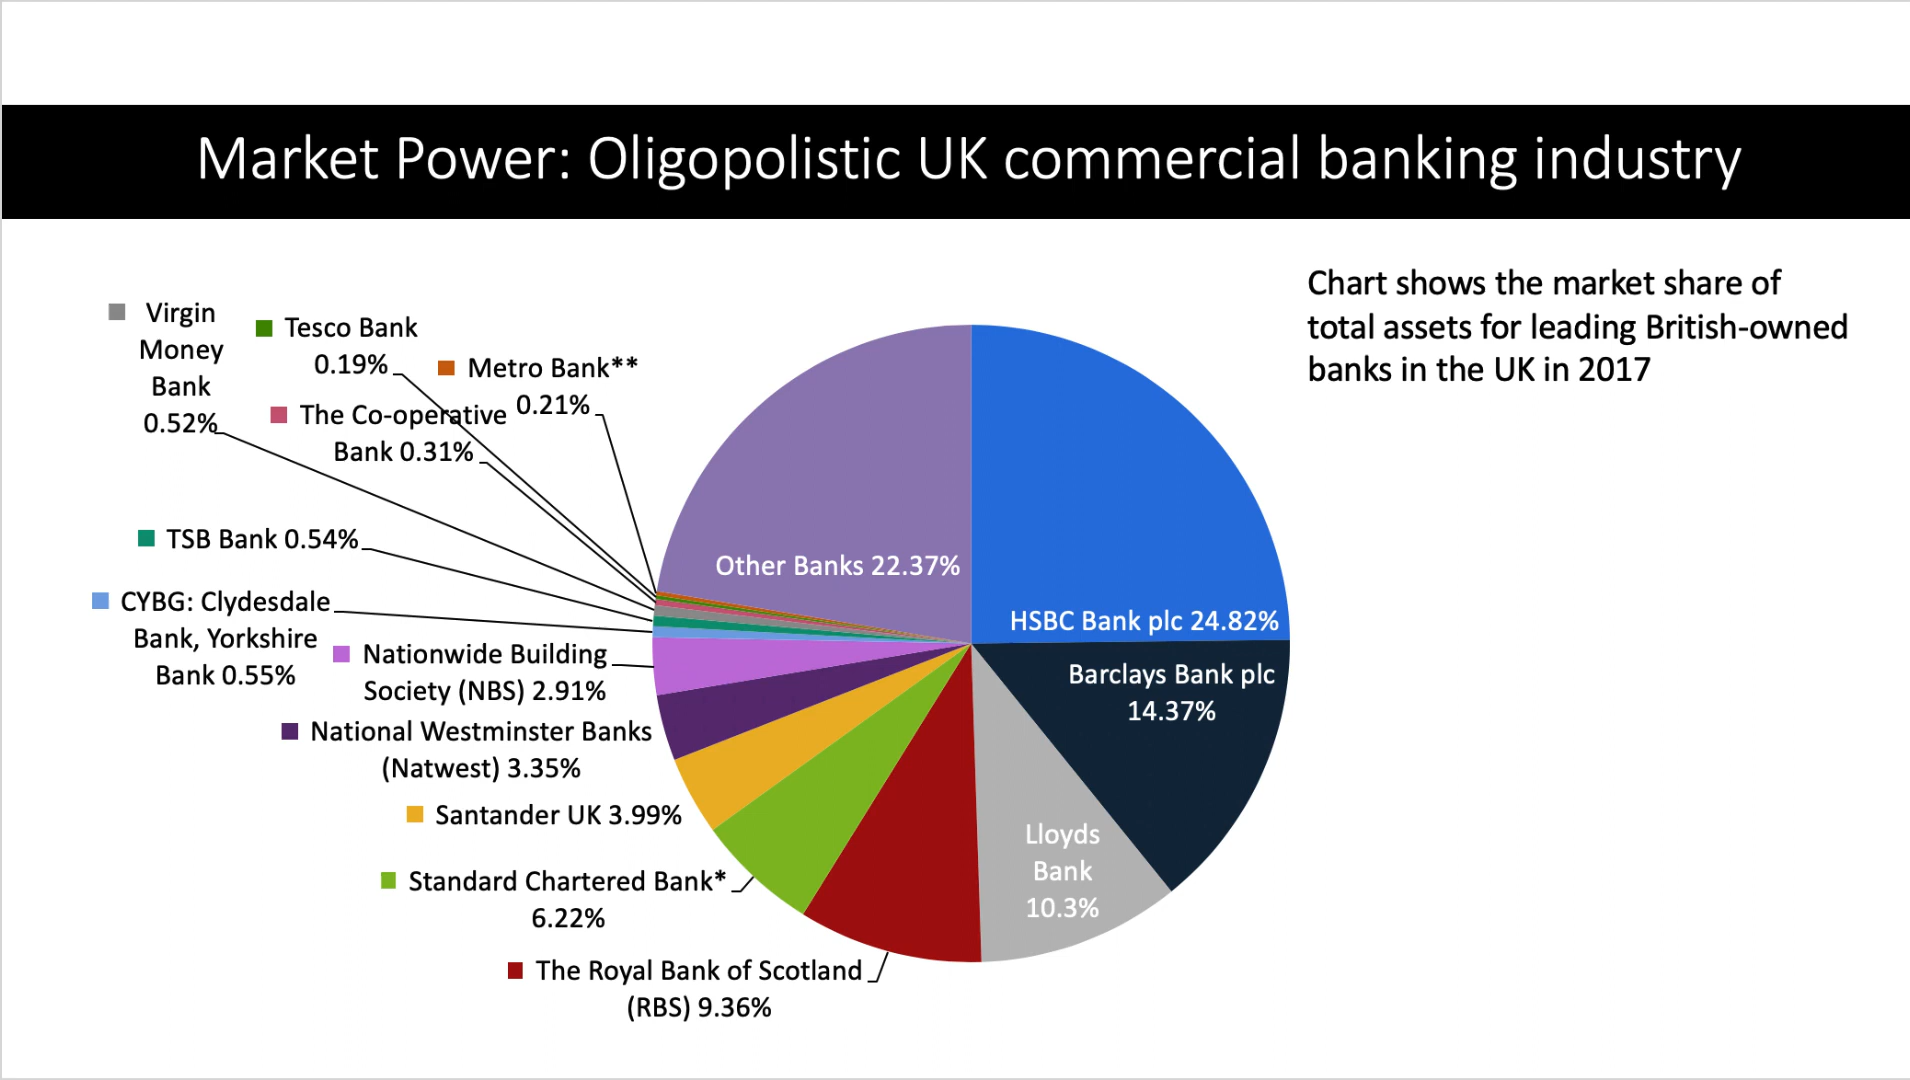 Market Power: Oligopolistic UK commercial banking industry
Chart shows the market share of
total assets for leading British-owned
banks in the UK in 2017
Virgin
Money
Bank
0.52%
Tesco Bank
0.19%
Metro Bank**
0.21%
The Co-operative
Bank 0.31%
TSB Bank 0.54%
CYBG: Clydesdale
Bank, Yorkshire
Bank 0.55%
Nationwide Building
Society (NBS) 2.91%
National Westminster Banks
(Natwest) 3.35%
Santander UK 3.99%
Standard Chartered Bank*
6.22%
The Royal Bank of Scotland
(RBS) 9.36%
Other Banks 22.37%
HSBC Bank plc 24.82%
Barclays Bank plc
14.37%
Lloyds
Bank
10.3%